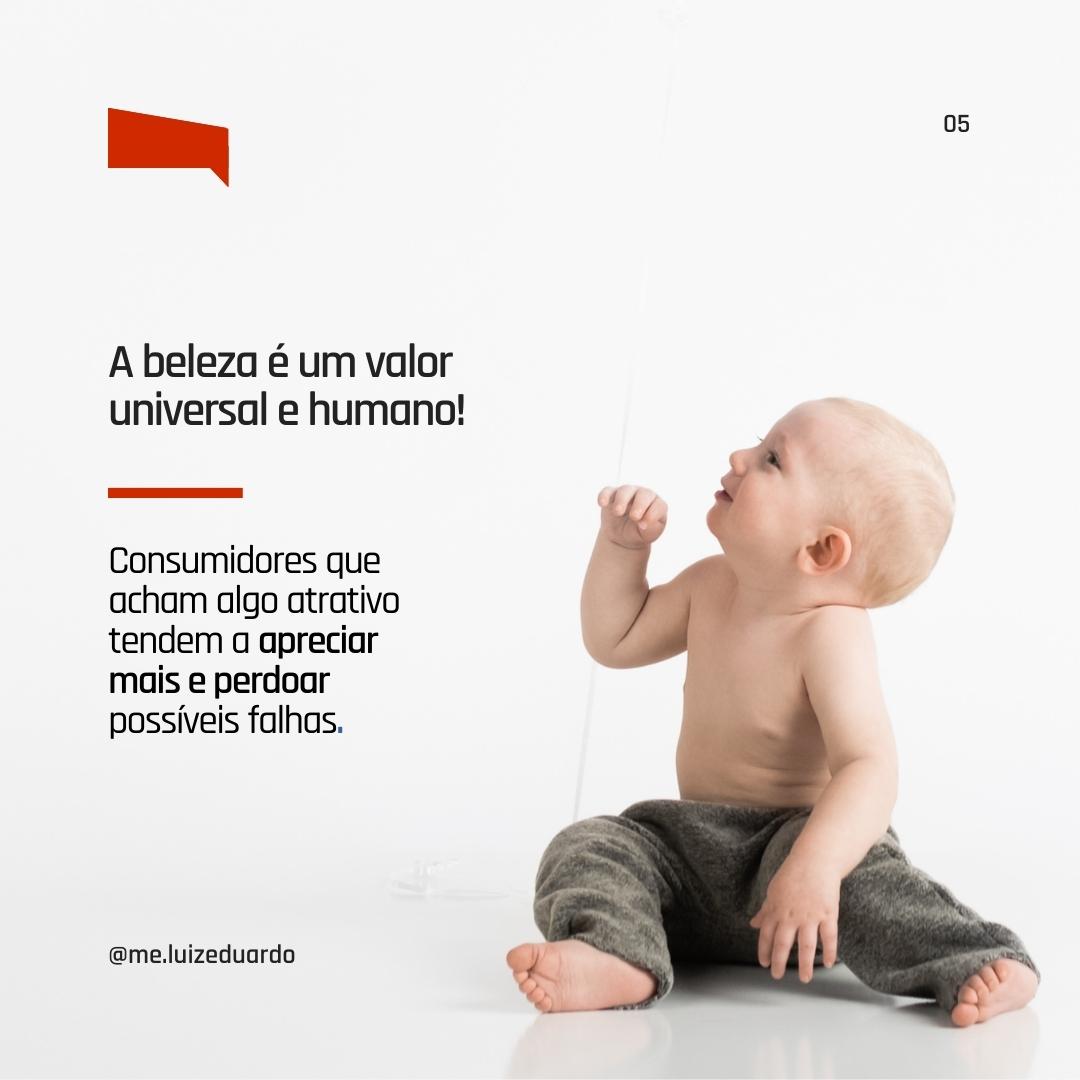 05
A beleza é um valor
universal e humano!
Consumidores que
acham algo atrativo
tendem a apreciar
mais e perdoar
possíveis falhas.
@me.luizeduardo